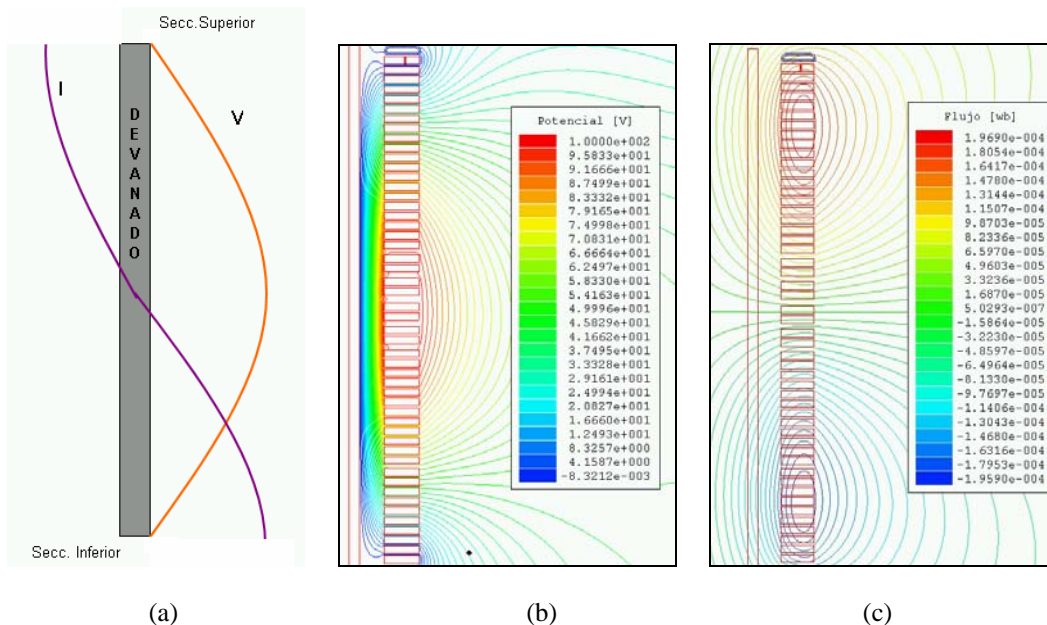 Secc.Superior
I
V
DEVANADO
Secc. Inferior
(a)
Potencial [V]
1.0000e+002
9.5833e+001
9.1666e+001
8.7499e+001
8.3332e+001
7.9165e+001
7.4998e+001
7.0831e+001
6.6664e+001
6.2497e+001
5.8330e+001
5.4163e+001
4.9996e+001
4.5829e+001
4.1662e+001
3.7495e+001
3.3328e+001
2.9161e+001
2.4994e+001
2.0827e+001
1.6660e+001
1.2493e+001
8.3257e+000
4.1587e+000
-8.3212e-003
(b)
Flujo [wb]
1.9690e-004
1.8054e-004
1.6417e-004
1.4780e-004
1.3144e-004
1.1507e-004
9.8703e-005
8.2336e-005
6.5970e-005
4.9603e-005
3.3236e-005
1.6870e-005
5.0293e-007
-1.5864e-005
-3.2230e-005
-4.8597e-005
-6.4964e-005
-8.1330e-005
-9.7697e-005
-1.1406e-004
-1.3043e-004
-1.4680e-004
-1.6316e-004
-1.7953e-004
-1.9590e-004
(c)